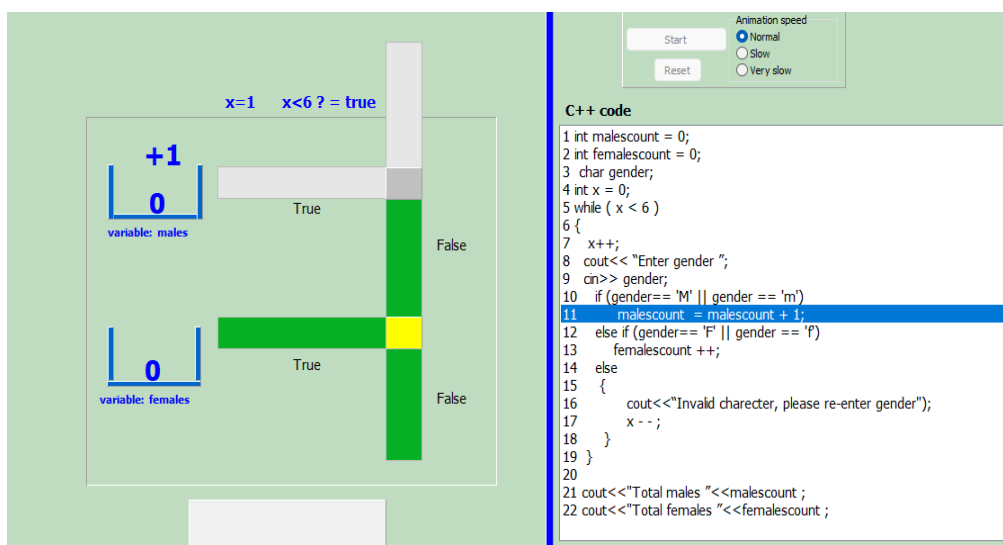 x=1 x<6 ? = true
+1
0
variable: males
True
False
0
variable: females
True
False
Animation speed
Start
Normal
Slow
Reset
Very slow
C++ code
1 int malescount = 0;
2 int femalescount = 0;
3 char gender;
4 int x = 0;
5 while ( x < 6 )
6 {
7 x++;
8 cout<< “Enter gender ”;
9 cin>> gender;
10 if (gender== 'M' || gender == 'm')
11 malescount = malescount + 1;
12 else if (gender== 'F' || gender == 'f')
13 femalescount ++;
14 else
15 {
16 cout<<“Invalid charecter, please re-enter gender");
17 x - - ;
18 }
19 }
20
21 cout<<"Total males ”<<malescount ;
22 cout<<"Total females ”<<femalescount ;